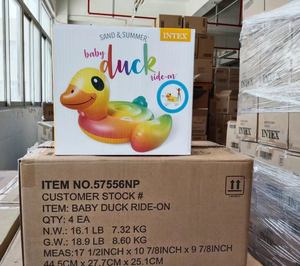 SAND & SUMMER
INTEX
baby
duck
ride-on
INTEX
ITEM NO.57556NP
CUSTOMER STOCK #
ITEM: BABY DUCK RIDE-ON
QTY: 4 EA
N.W.: 16.1 LB 7.32 KG
G.W.: 18.9 LB 8.60 KG
MEAS:17 1/2INCH x 10 7/8INCH x 9 7/8INCH
44.5CM x 27.7CM x 25.1CM